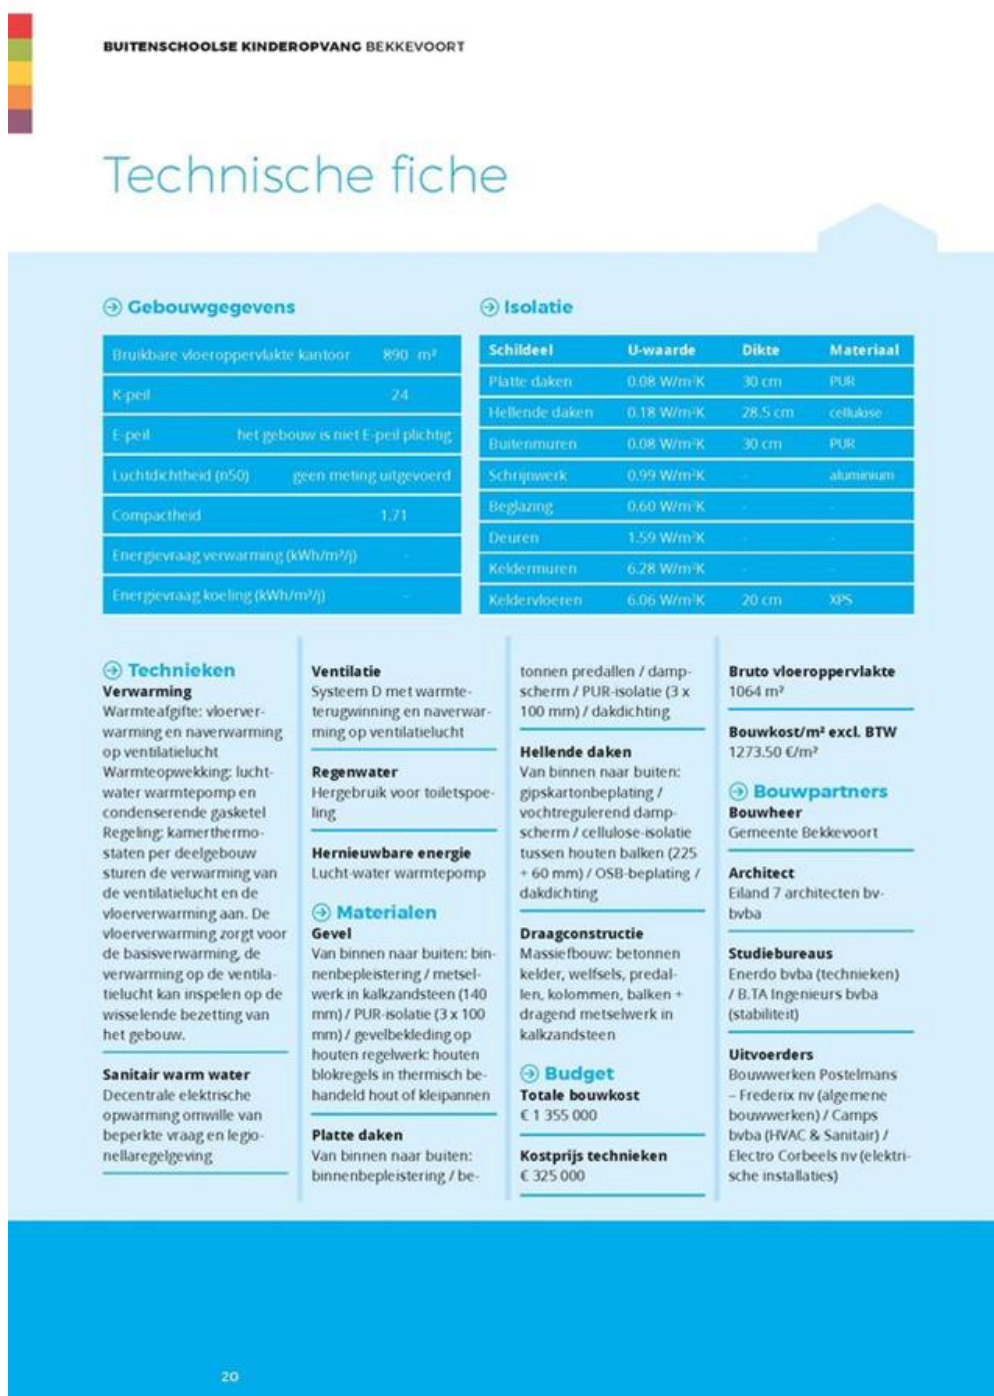 BUITENSCHOOLSE KINDEROPVANG BEKKEVOORT
Technische fiche
Gebouwgegevens
Bruikbare vloeroppervlakte kantoor 890 m²
K-peil 24
E-peil het gebouw is niet E-peil plichtig
Luchtdichtheid (n50) geen meting uitgevoerd
Compactheid 1.71
Energievraag verwarming (kWh/m²/j) -
Energievraag koeling (kWh/m²/j) -
Isolatie
Schildeel U-waarde Dikte Materiaal
Platte daken 0.08 W/m²K 30 cm PUR
Hellende daken 0.18 W/m²K 28.5 cm cellulose
Buitenmuren 0.08 W/m²K 30 cm PUR
Schrijnwerk 0.99 W/m²K - aluminium
Beglazing 0.60 W/m²K - -
Deuren 1.59 W/m²K - -
Keldermuren 6.28 W/m²K - -
Keldervloeren 6.06 W/m²K 20 cm XPS
Technieken
Verwarming
Warmteafgifte: vloerver-
warming en naverwarming
op ventilatielucht
Warmteopwekking: lucht-
water warmtepomp en
condenserende gasketel
Regeling: kamerthermo-
staten per deelgebouw
sturen de verwarming van
de ventilatielucht en de
vloerverwarming aan. De
vloerverwarming zorgt voor
de basisverwarming, de
verwarming op de ventila-
tielucht kan inspelen op de
wisselende bezetting van
het gebouw.
Sanitair warm water
Decentrale elektrische
opwarming omwille van
beperkte vraag en legio-
nellaregelgeving
Ventilatie
Systeem D met warmte-
terugwinning en naverwar-
ming op ventilatielucht
Regenwater
Hergebruik voor toiletspoe-
ling
Hernieuwbare energie
Lucht-water warmtepomp
Materialen
Gevel
Van binnen naar buiten: bin-
nenbepleistering / metsel-
werk in kalkzandsteen (140
mm) / PUR-isolatie (3 x 100
mm) / gevelbekleding op
houten regelwerk: houten
blokregels in thermisch be-
handeld hout of kleipannen
Platte daken
Van binnen naar buiten:
binnenbepleistering / be-
tonnen predallen / damp-
scherm / PUR-isolatie (3 x
100 mm) / dakdichting
Hellende daken
Van binnen naar buiten:
gipskartonbeplating /
vochtregulerend damp-
scherm / cellulose-isolatie
tussen houten balken (225
+ 60 mm) / OSB-beplating /
dakdichting
Draagconstructie
Massiefbouw: betonnen
kelder, welfsels, predal-
len, kolommen, balken +
dragend metselwerk in
kalkzandsteen
Budget
Totale bouwkost
€ 1 355 000
Kostprijs technieken
€ 325 000
Bruto vloeroppervlakte
1064 m²
Bouwkost/m² excl. BTW
1273.50 €/m²
Bouwpartners
Bouwheer
Gemeente Bekkevoort
Architect
Eiland 7 architecten bv-
bvba
Studiebureaus
Enerdo bvba (technieken)
/ B.TA Ingenieurs bvba
(stabiliteit)
Uitvoerders
Bouwwerken Postelmans
– Frederix nv (algemene
bouwwerken) / Camps
bvba (HVAC & Sanitair) /
Electro Corbeels nv (elektri-
sche installaties)
20